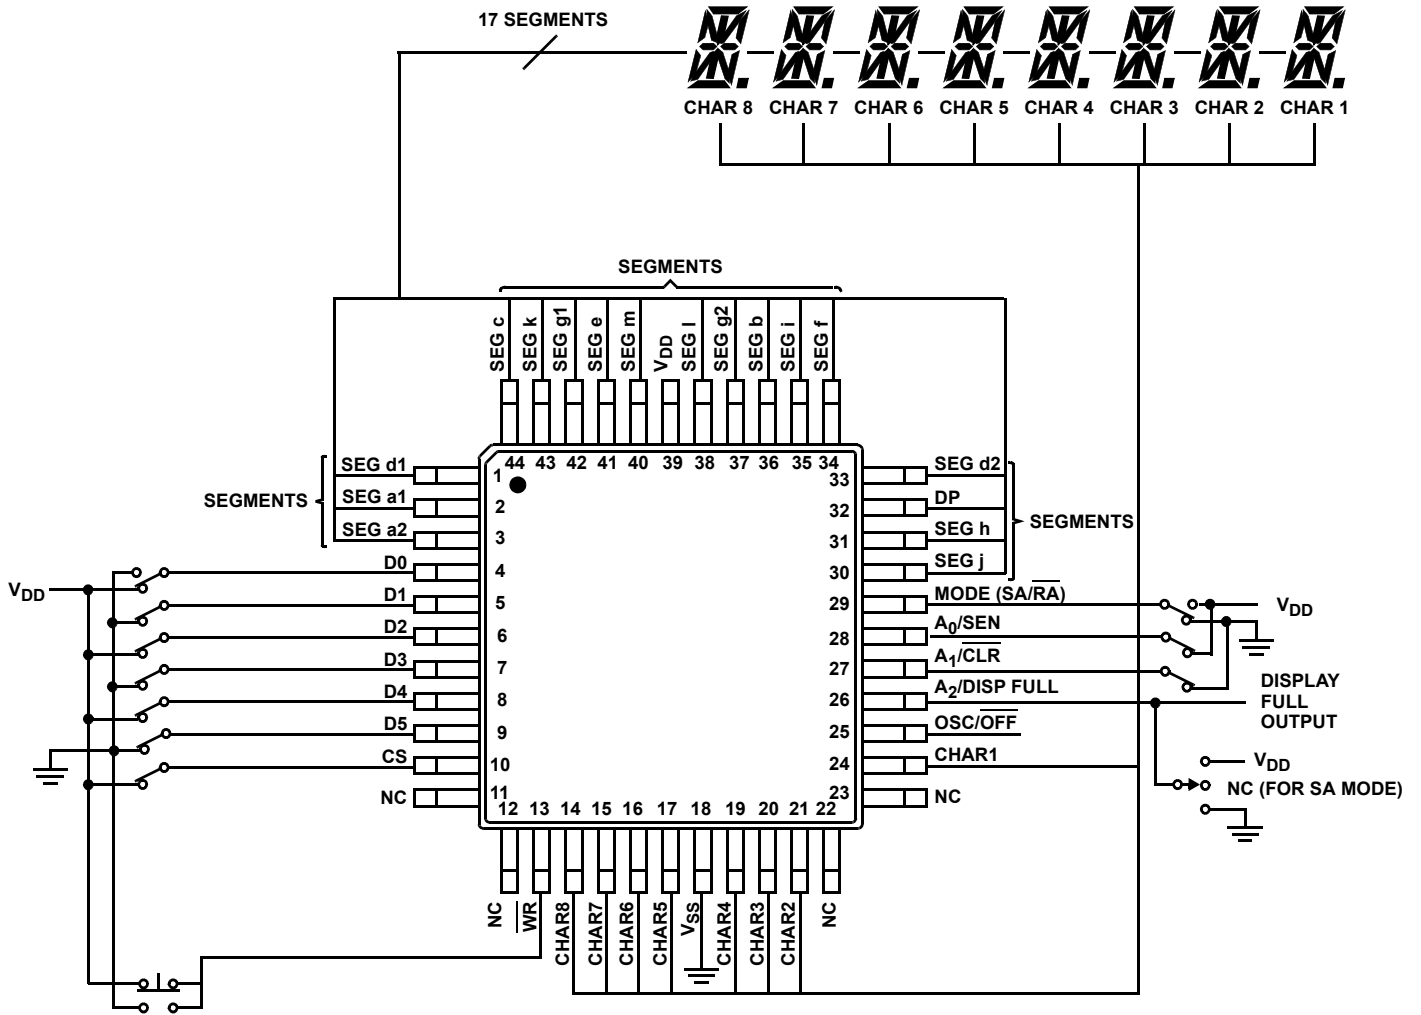 17 SEGMENTS
CHAR 8 CHAR 7 CHAR 6 CHAR 5 CHAR 4 CHAR 3 CHAR 2 CHAR 1
SEGMENTS
SEG c
SEG k
SEG g1
SEG e
SEG m
VDD
SEG l
SEG g2
SEG b
SEG i
SEG f
44 43 42 41 40 39 38 37 36 35 34
SEGMENTS
SEG d1 1
SEG a1 2
SEG a2 3
D0 4
D1 5
D2 6
D3 7
D4 8
D5 9
CS 10
NC 11
VDD
33 SEG d2
32 DP
31 SEG h
30 SEG j
SEGMENTS
29 MODE (SA/R̅A̅)
28 A0/SEN
27 A1/C̅L̅R̅
26 A2/DISP FULL
25 OSC/O̅F̅F̅
24 CHAR1
23 NC
VDD
DISPLAY
FULL
OUTPUT
VDD
NC (FOR SA MODE)
12 13 14 15 16 17 18 19 20 21 22
NC
W̅R̅
CHAR8
CHAR7
CHAR6
CHAR5
VSS
CHAR4
CHAR3
CHAR2
NC